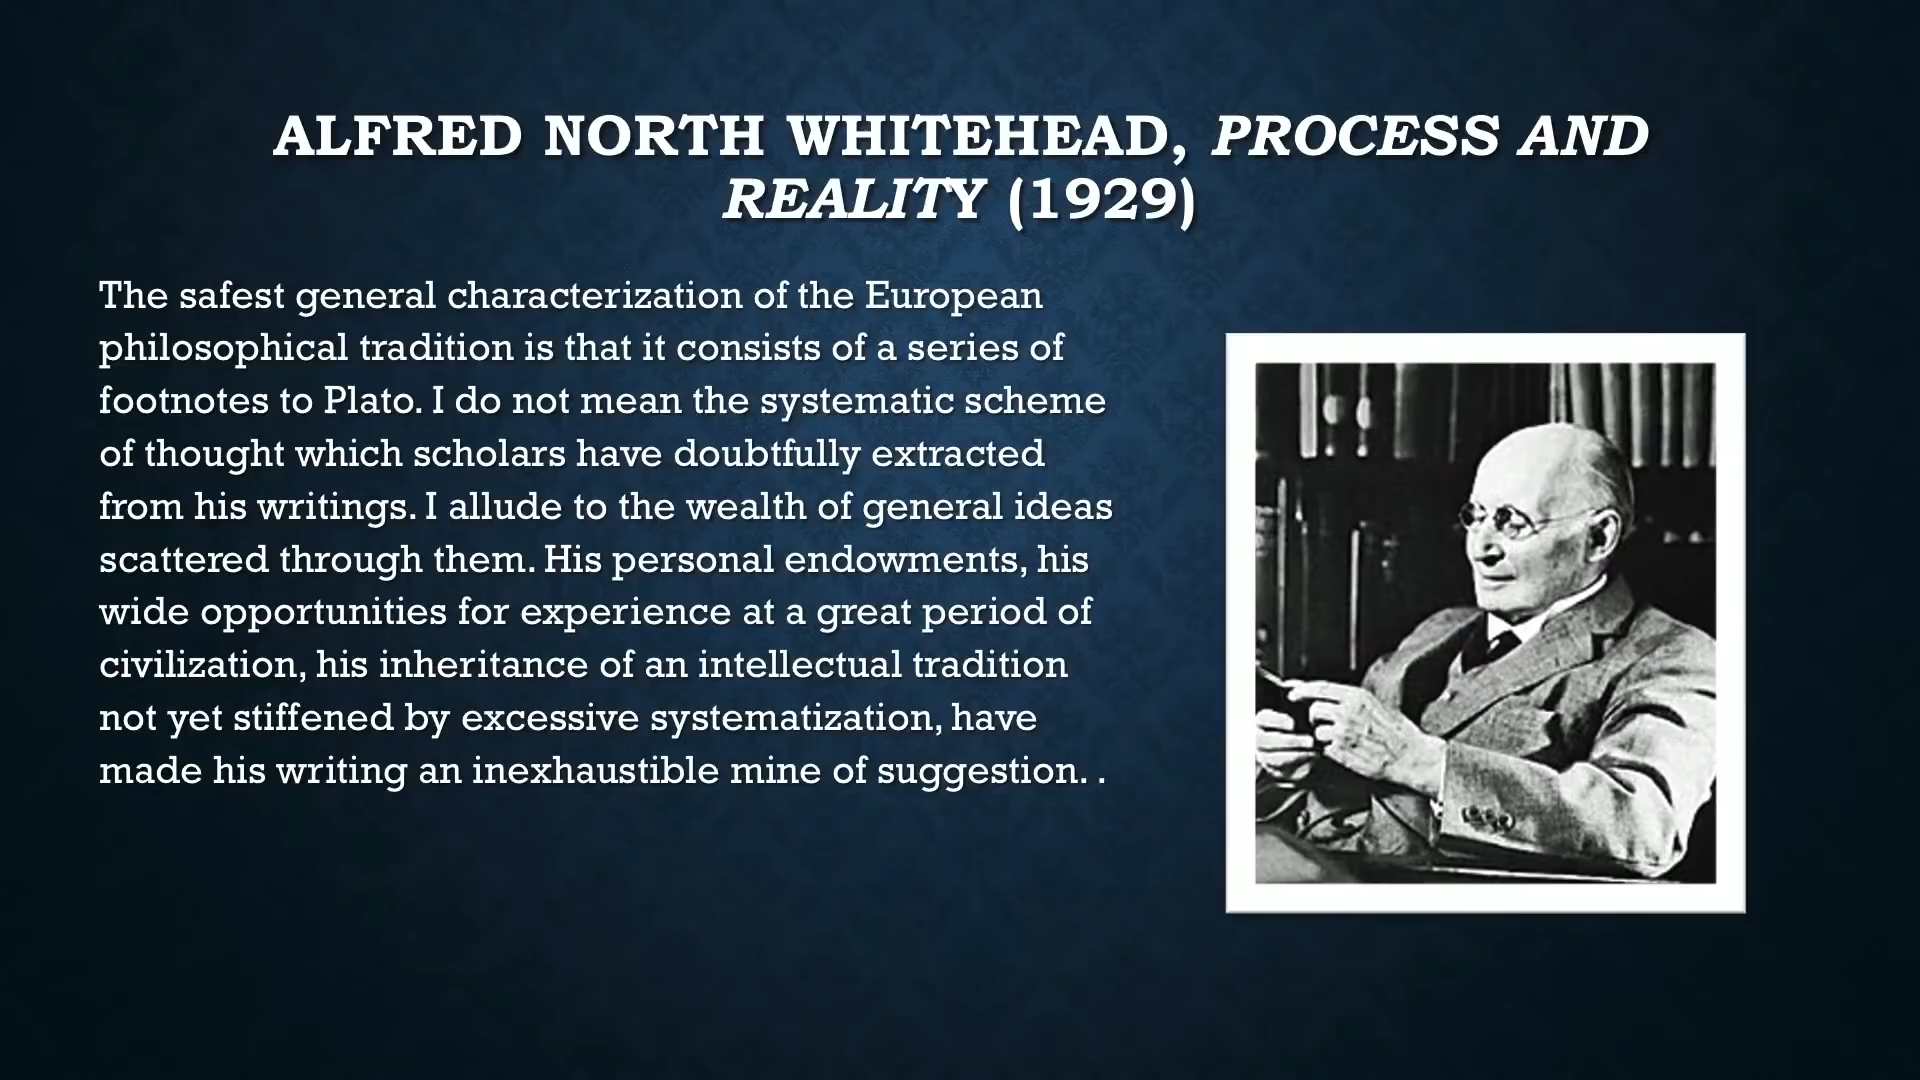 ALFRED NORTH WHITEHEAD, PROCESS AND
REALITY (1929)
The safest general characterization of the European
philosophical tradition is that it consists of a series of
footnotes to Plato. I do not mean the systematic scheme
of thought which scholars have doubtfully extracted
from his writings. I allude to the wealth of general ideas
scattered through them. His personal endowments, his
wide opportunities for experience at a great period of
civilization, his inheritance of an intellectual tradition
not yet stiffened by excessive systematization, have
made his writing an inexhaustible mine of suggestion. .